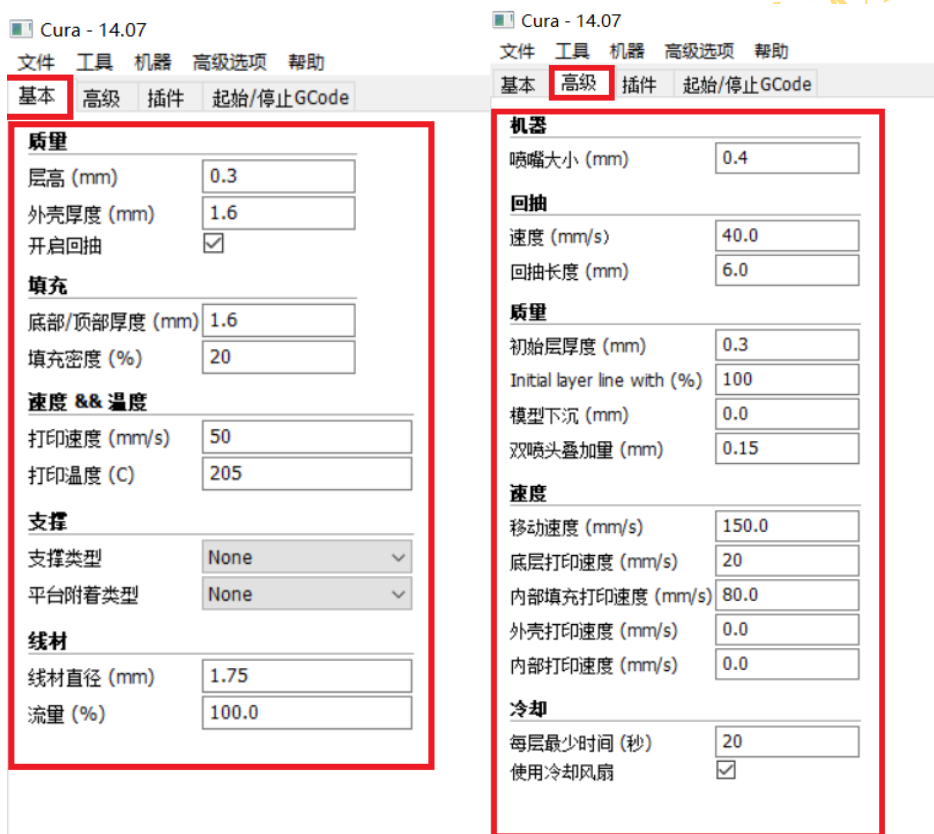 Cura - 14.07
文件 工具 机器 高级选项 帮助
基本 高级 插件 起始/停止GCode
质量
层高 (mm) 0.3
外壳厚度 (mm) 1.6
开启回抽
填充
底部/顶部厚度 (mm) 1.6
填充密度 (%) 20
速度 && 温度
打印速度 (mm/s) 50
打印温度 (C) 205
支撑
支撑类型 None
平台附着类型 None
线材
线材直径 (mm) 1.75
流量 (%) 100.0
Cura - 14.07
文件 工具 机器 高级选项 帮助
基本 高级 插件 起始/停止GCode
机器
喷嘴大小 (mm) 0.4
回抽
速度 (mm/s) 40.0
回抽长度 (mm) 6.0
质量
初始层厚度 (mm) 0.3
Initial layer line with (%) 100
模型下沉 (mm) 0.0
双喷头叠加量 (mm) 0.15
速度
移动速度 (mm/s) 150.0
底层打印速度 (mm/s) 20
内部填充打印速度 (mm/s) 80.0
外壳打印速度 (mm/s) 0.0
内部打印速度 (mm/s) 0.0
冷却
每层最少时间 (秒) 20
使用冷却风扇